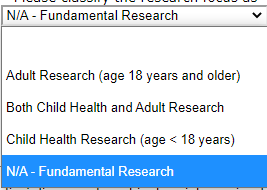 Please classify the research focus as
N/A - Fundamental Research
Adult Research (age 18 years and older)
Both Child Health and Adult Research
Child Health Research (age < 18 years)
N/A - Fundamental Research